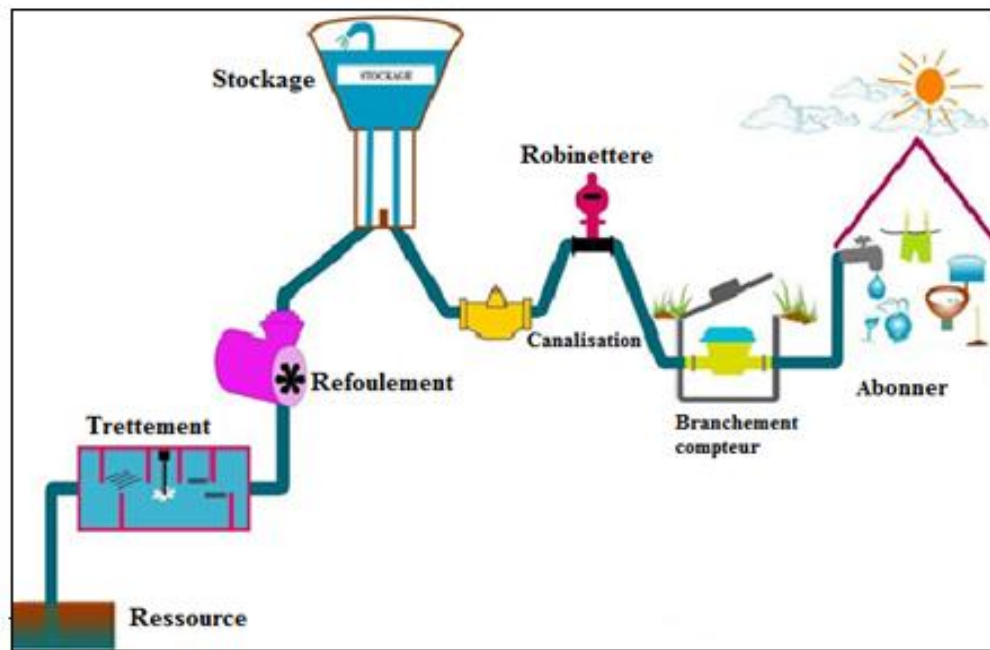 Stockage
STOCKAGE
Robinettere
Canalisation
Refoulement
Abonner
Branchement
compteur
Trettement
Ressource